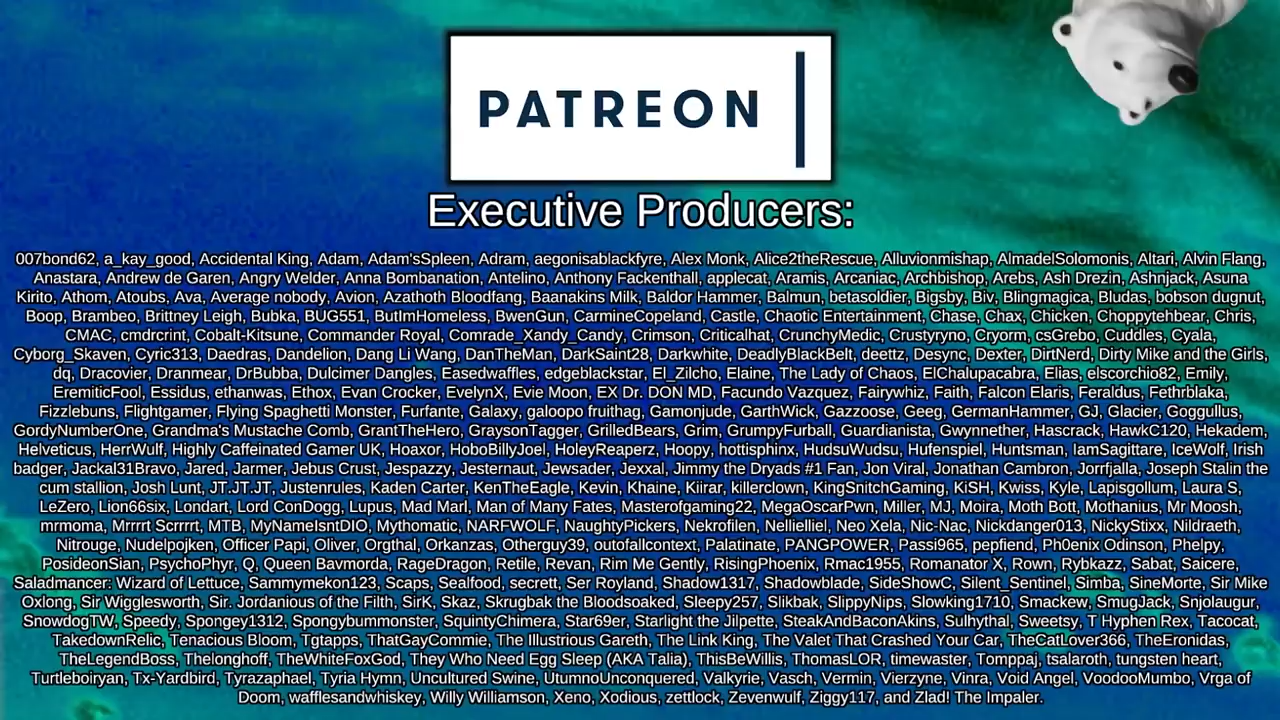 PATREON
Executive Producers:
007bond62, a_kay_good, Accidental King, Adam, Adam'sSpleen, Adram, aegonisablackfyre, Alex Monk, Alice2theRescue, Alluvionmishap, AlmadelSolomonis, Altari, Alvin Flang,
Anastara, Andrew de Garen, Angry Welder, Anna Bombanation, Antelino, Anthony Fackenthall, applecat, Aramis, Arcaniac, Archbishop, Arebs, Ash Drezin, Ashnjack, Asuna
Kirito, Athom, Atoubs, Ava, Average nobody, Avion, Azathoth Bloodfang, Baanakins Milk, Baldor Hammer, Balmun, betasoldier, Bigsby, Biv, Blingmagica, Bludas, bobson dugnut,
Boop, Brambeo, Brittney Leigh, Bubka, BUG551, ButImHomeless, BwenGun, CarmineCopeland, Castle, Chaotic Entertainment, Chase, Chax, Chicken, Choppytehbear, Chris,
CMAC, cmdrcrint, Cobalt-Kitsune, Commander Royal, Comrade_Xandy_Candy, Crimson, Criticalhat, CrunchyMedic, Crustyryno, Cryorm, csGrebo, Cuddles, Cyala,
Cyborg_Skaven, Cyric313, Daedras, Dandelion, Dang Li Wang, DanTheMan, DarkSaint28, Darkwhite, DeadlyBlackBelt, deettz, Desync, Dexter, DirtNerd, Dirty Mike and the Girls,
dq, Dracovier, Dranmear, DrBubba, Dulcimer Dangles, Easedwaffles, edgeblackstar, El_Zilcho, Elaine, The Lady of Chaos, ElChalupacabra, Elias, elscorchio82, Emily,
EremiticFool, Essidus, ethanwas, Ethox, Evan Crocker, EvelynX, Evie Moon, EX Dr. DON MD, Facundo Vazquez, Fairywhiz, Faith, Falcon Elaris, Feraldus, Fethrblaka,
Fizzlebuns, Flightgamer, Flying Spaghetti Monster, Furfante, Galaxy, galoopo fruithag, Gamonjude, GarthWick, Gazzoose, Geeg, GermanHammer, GJ, Glacier, Goggullus,
GordyNumberOne, Grandma's Mustache Comb, GrantTheHero, GraysonTagger, GrilledBears, Grim, GrumpyFurball, Guardianista, Gwynnether, Hascrack, HawkC120, Hekadem,
Helveticus, HerrWulf, Highly Caffeinated Gamer UK, Hoaxor, HoboBillyJoel, HoleyReaperz, Hoopy, hottisphinx, HudsuWudsu, Hufenspiel, Huntsman, IamSagittare, IceWolf, Irish
badger, Jackal31Bravo, Jared, Jarmer, Jebus Crust, Jespazzy, Jesternaut, Jewsader, Jexxal, Jimmy the Dryads #1 Fan, Jon Viral, Jonathan Cambron, Jorrfjalla, Joseph Stalin the
cum stallion, Josh Lunt, JT.JT.JT, Justenrules, Kaden Carter, KenTheEagle, Kevin, Khaine, Kiirar, killerclown, KingSnitchGaming, KiSH, Kwiss, Kyle, Lapisgollum, Laura S,
LeZero, Lion66six, Londart, Lord ConDogg, Lupus, Mad Marl, Man of Many Fates, Masterofgaming22, MegaOscarPwn, Miller, MJ, Moira, Moth Bott, Mothanius, Mr Moosh,
mrmoma, Mrrrrt Scrrrrt, MTB, MyNameIsntDIO, Mythomatic, NARFWOLF, NaughtyPickers, Nekrofilen, Nellielliel, Neo Xela, Nic-Nac, Nickdanger013, NickyStixx, Nildraeth,
Nitrouge, Nudelpojken, Officer Papi, Oliver, Orgthal, Orkanzas, Otherguy39, outofallcontext, Palatinate, PANGPOWER, Passi965, pepfiend, Ph0enix Odinson, Phelpy,
PosideonSian, PsychoPhyr, Q, Queen Bavmorda, RageDragon, Retile, Revan, Rim Me Gently, RisingPhoenix, Rmac1955, Romanator X, Rown, Rybkazz, Sabat, Saicere,
Saladmancer: Wizard of Lettuce, Sammymekon123, Scaps, Sealfood, secrett, Ser Royland, Shadow1317, Shadowblade, SideShowC, Silent_Sentinel, Simba, SineMorte, Sir Mike
Oxlong, Sir Wigglesworth, Sir. Jordanious of the Filth, SirK, Skaz, Skrugbak the Bloodsoaked, Sleepy257, Slikbak, SlippyNips, Slowking1710, Smackew, SmugJack, Snjolaugur,
SnowdogTW, Speedy, Spongey1312, Spongybummonster, SquintyChimera, Star69er, Starlight the Jilpette, SteakAndBaconAkins, Sulhythal, Sweetsy, T Hyphen Rex, Tacocat,
TakedownRelic, Tenacious Bloom, Tgtapps, ThatGayCommie, The Illustrious Gareth, The Link King, The Valet That Crashed Your Car, TheCatLover366, TheEronidas,
TheLegendBoss, Thelonghoff, TheWhiteFoxGod, They Who Need Egg Sleep (AKA Talia), ThisBeWillis, ThomasLOR, timewaster, Tomppaj, tsalaroth, tungsten heart,
Turtleboiryan, Tx-Yardbird, Tyrazaphael, Tyria Hymn, Uncultured Swine, UtumnoUnconquered, Valkyrie, Vasch, Vermin, Vierzyne, Vinra, Void Angel, VoodooMumbo, Vrga of
Doom, wafflesandwhiskey, Willy Williamson, Xeno, Xodious, zettlock, Zevenwulf, Ziggy117, and Zlad! The Impaler.